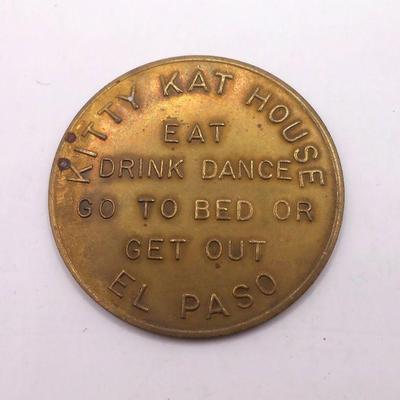 KITTY KAT HOUSE
EAT
DRINK DANCE
GO TO BED OR
GET OUT
EL PASO